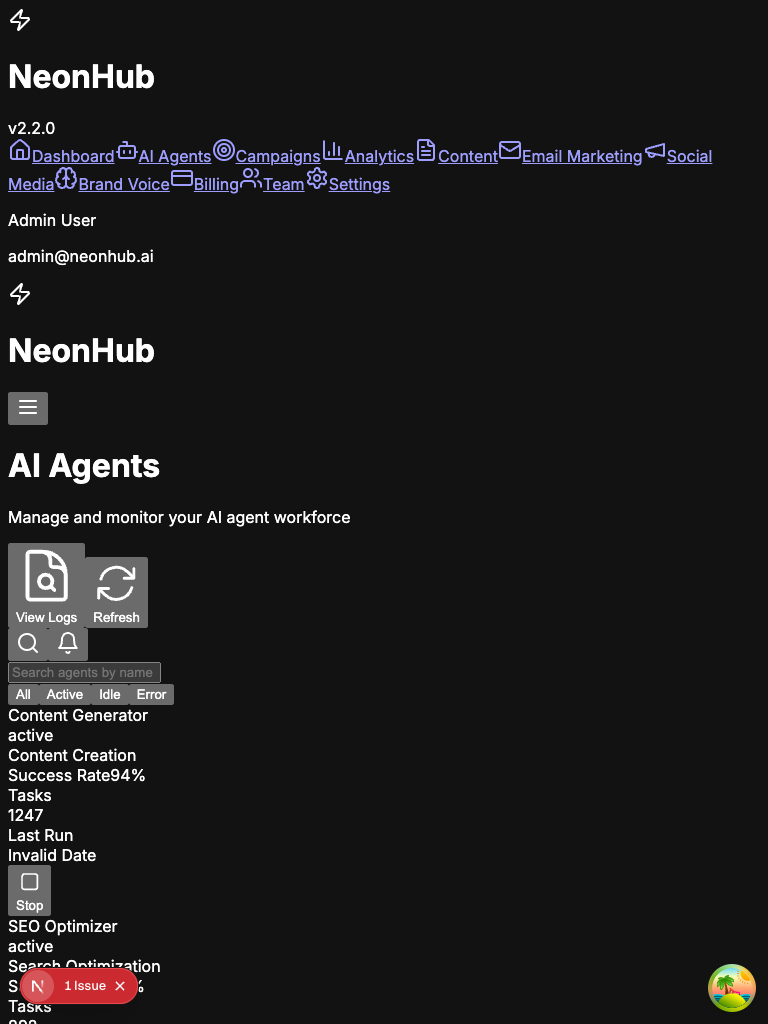 NeonHub
v2.2.0
Dashboard AI Agents Campaigns Analytics Content Email Marketing Social
Media Brand Voice Billing Team Settings
Admin User
admin@neonhub.ai
NeonHub
AI Agents
Manage and monitor your AI agent workforce
View Logs Refresh
Search agents by name
All Active Idle Error
Content Generator
active
Content Creation
Success Rate94%
Tasks
1247
Last Run
Invalid Date
Stop
SEO Optimizer
active
Search Optimization
N 1 Issue
Tasks